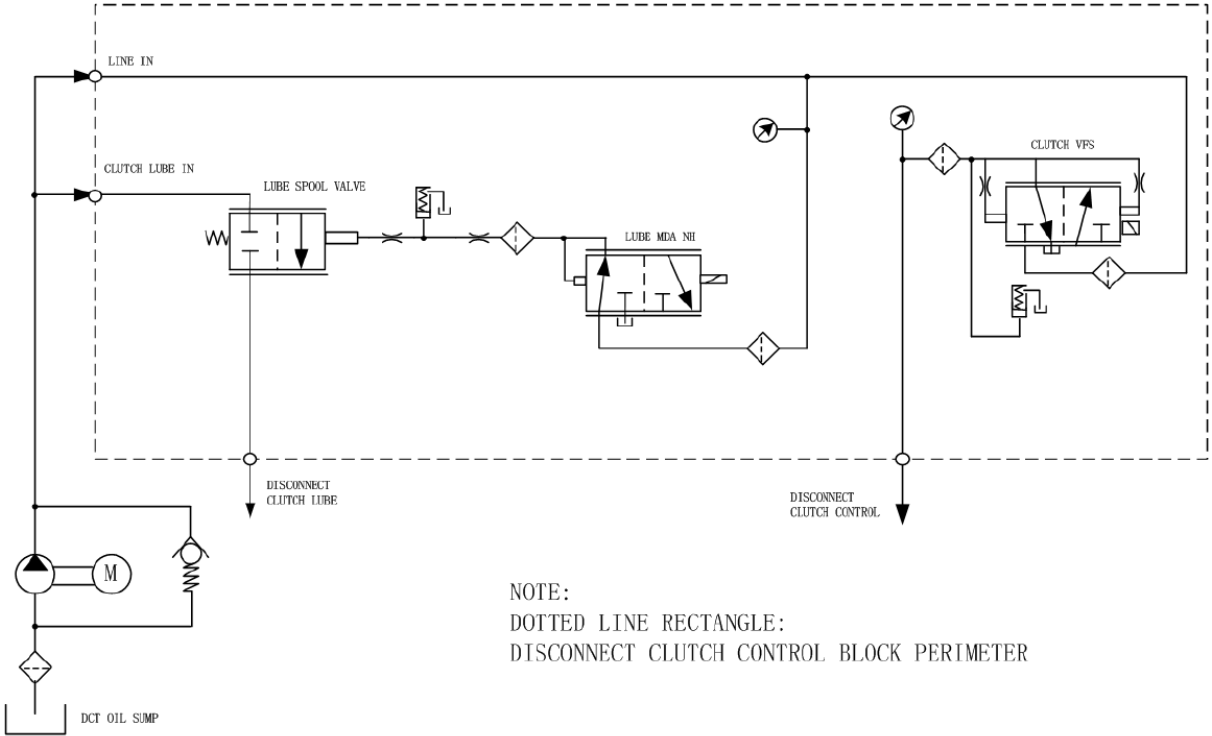 LINE IN
CLUTCH LUBE IN
LUBE SPOOL VALVE
LUBE MDA NH
CLUTCH VFS
DISCONNECT
CLUTCH LUBE
DISCONNECT
CLUTCH CONTROL
M
NOTE:
DOTTED LINE RECTANGLE:
DISCONNECT CLUTCH CONTROL BLOCK PERIMETER
DCT OIL SUMP